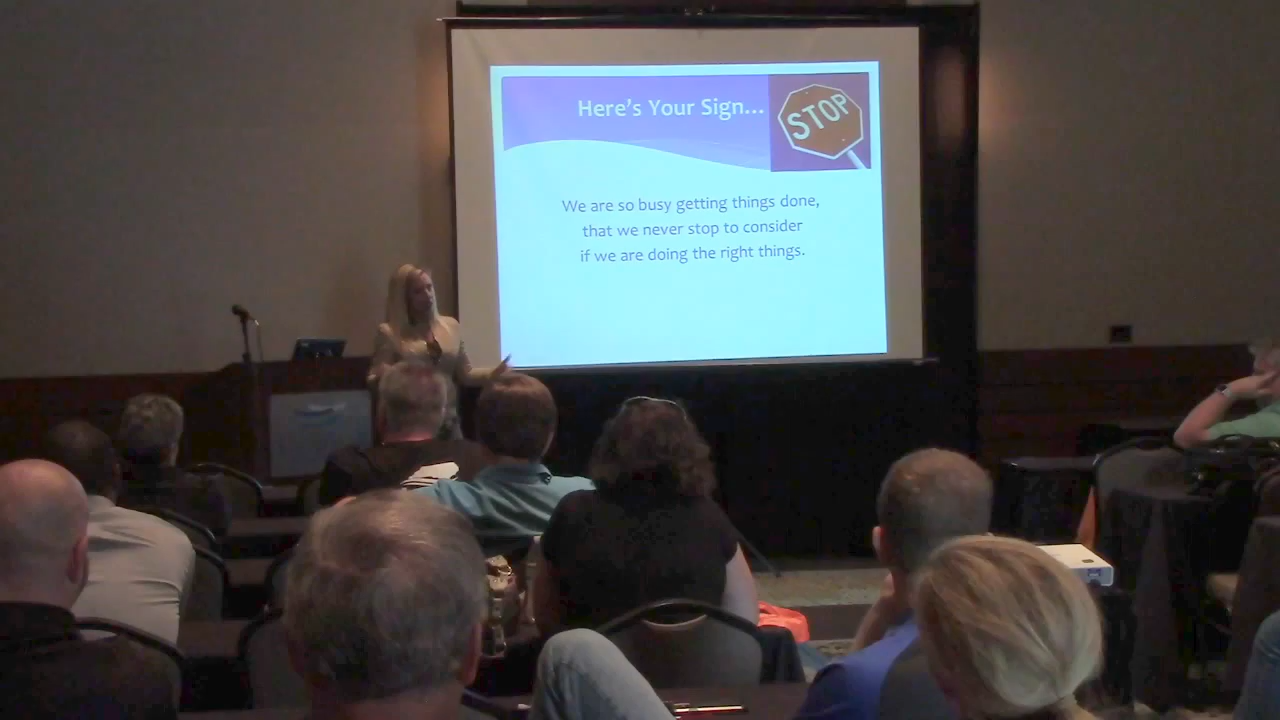 Here's Your Sign...
STOP
We are so busy getting things done,
that we never stop to consider
if we are doing the right things.